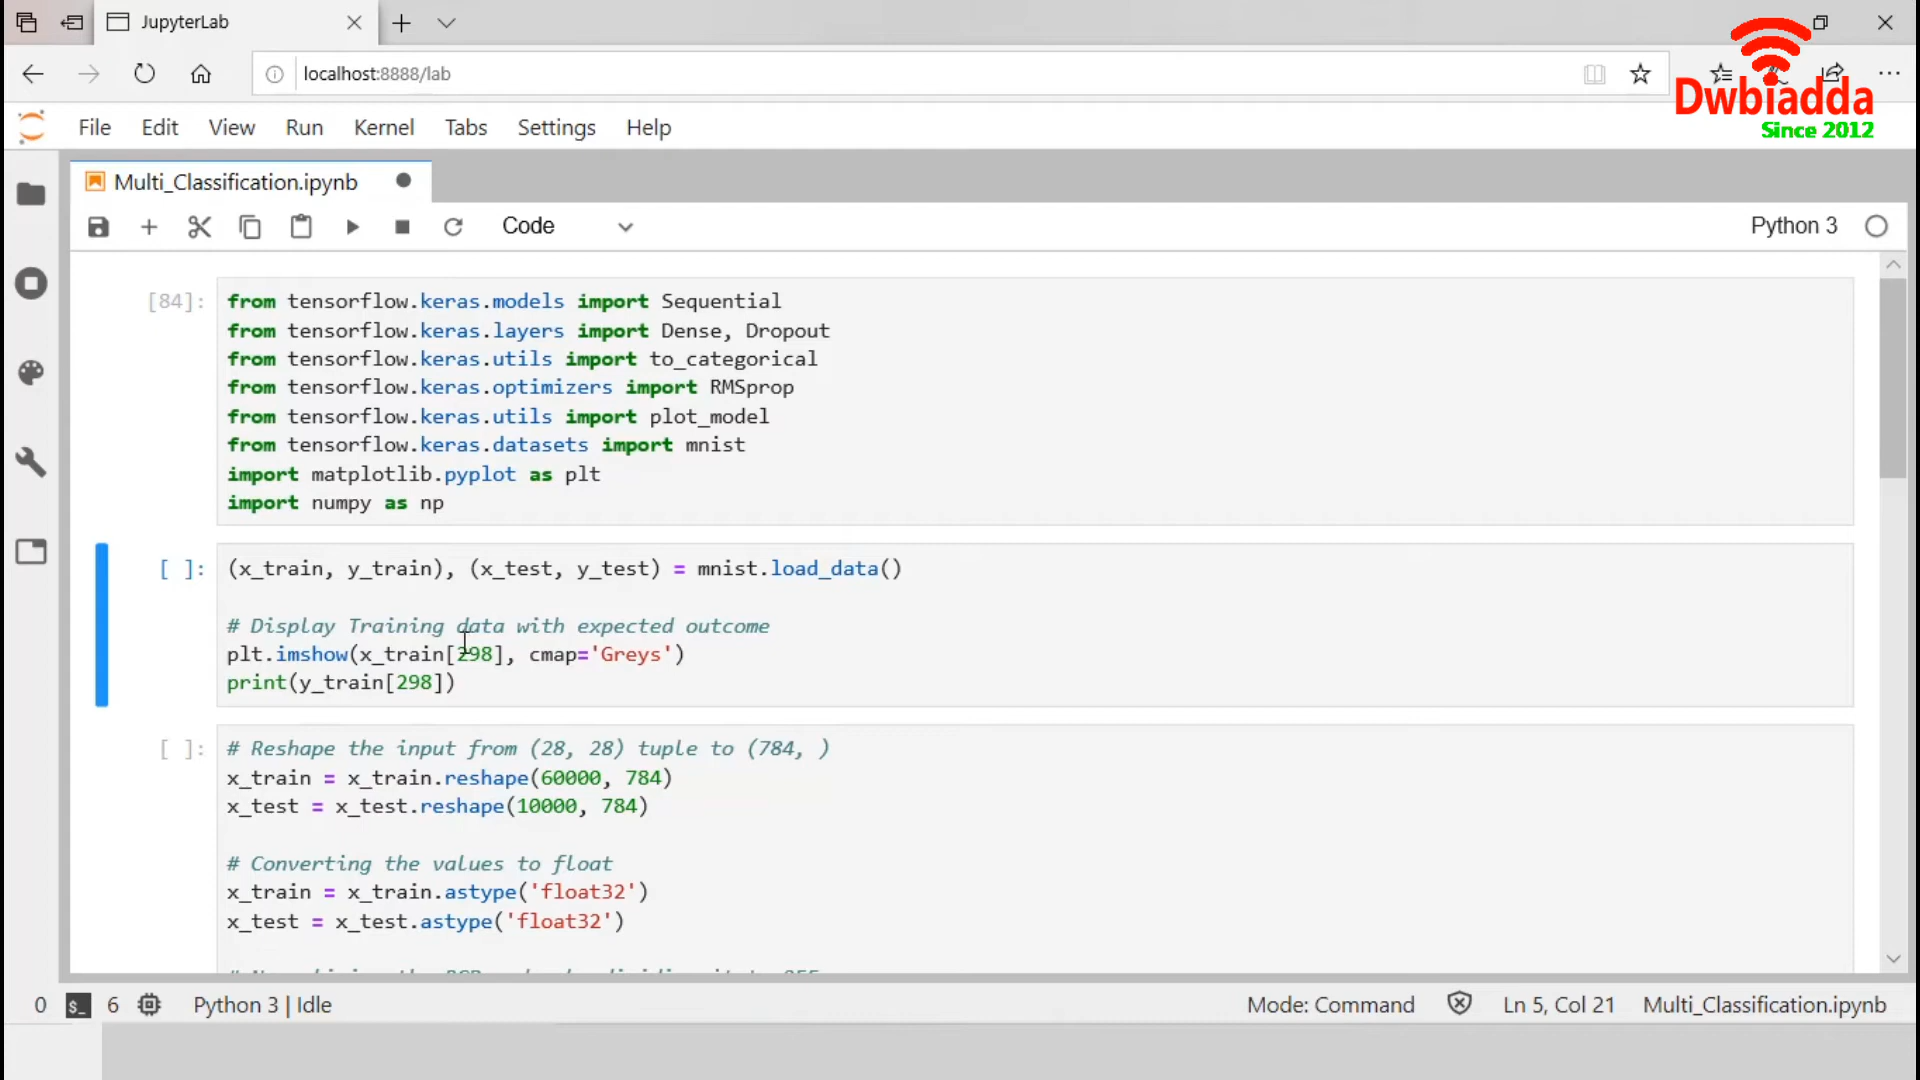 JupyterLab
localhost:8888/lab
Dwbiadda
Since 2012
File Edit View Run Kernel Tabs Settings Help
Multi_Classification.ipynb
Code
Python 3
[84]:
from tensorflow.keras.models import Sequential
from tensorflow.keras.layers import Dense, Dropout
from tensorflow.keras.utils import to_categorical
from tensorflow.keras.optimizers import RMSprop
from tensorflow.keras.utils import plot_model
from tensorflow.keras.datasets import mnist
import matplotlib.pyplot as plt
import numpy as np
[ ]:
(x_train, y_train), (x_test, y_test) = mnist.load_data()
# Display Training data with expected outcome
plt.imshow(x_train[298], cmap='Greys')
print(y_train[298])
[ ]:
# Reshape the input from (28, 28) tuple to (784, )
x_train = x_train.reshape(60000, 784)
x_test = x_test.reshape(10000, 784)
# Converting the values to float
x_train = x_train.astype('float32')
x_test = x_test.astype('float32')
0 $_ 6 Python 3 | Idle Mode: Command Ln 5, Col 21 Multi_Classification.ipynb